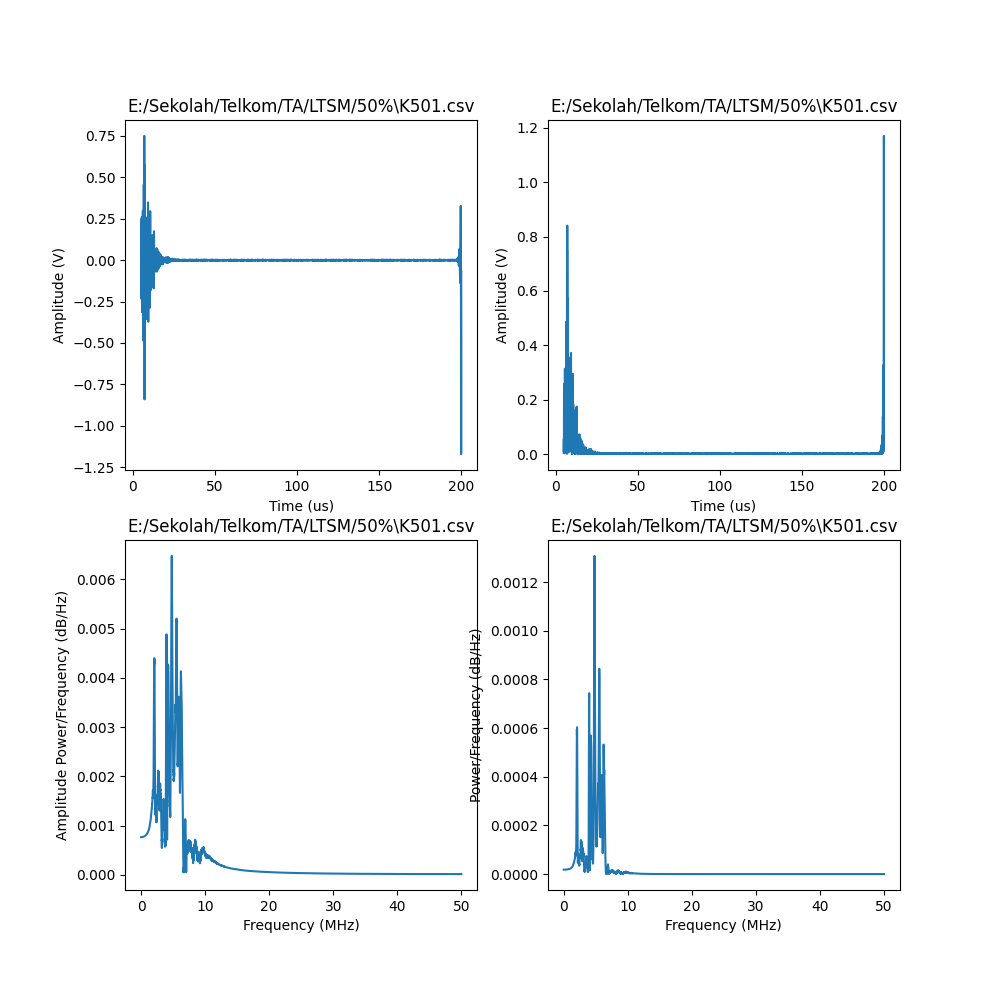 E:/Sekolah/Telkom/TA/LTSM/50%\K501.csv
0.75
0.50
0.25
0.00
−0.25
−0.50
−0.75
−1.00
−1.25
Amplitude (V)
0 50 100 150 200
Time (us)
E:/Sekolah/Telkom/TA/LTSM/50%\K501.csv
1.2
1.0
0.8
0.6
0.4
0.2
0.0
Amplitude (V)
0 50 100 150 200
Time (us)
E:/Sekolah/Telkom/TA/LTSM/50%\K501.csv
0.006
0.005
0.004
0.003
0.002
0.001
0.000
Amplitude Power/Frequency (dB/Hz)
0 10 20 30 40 50
Frequency (MHz)
E:/Sekolah/Telkom/TA/LTSM/50%\K501.csv
0.0012
0.0010
0.0008
0.0006
0.0004
0.0002
0.0000
Power/Frequency (dB/Hz)
0 10 20 30 40 50
Frequency (MHz)